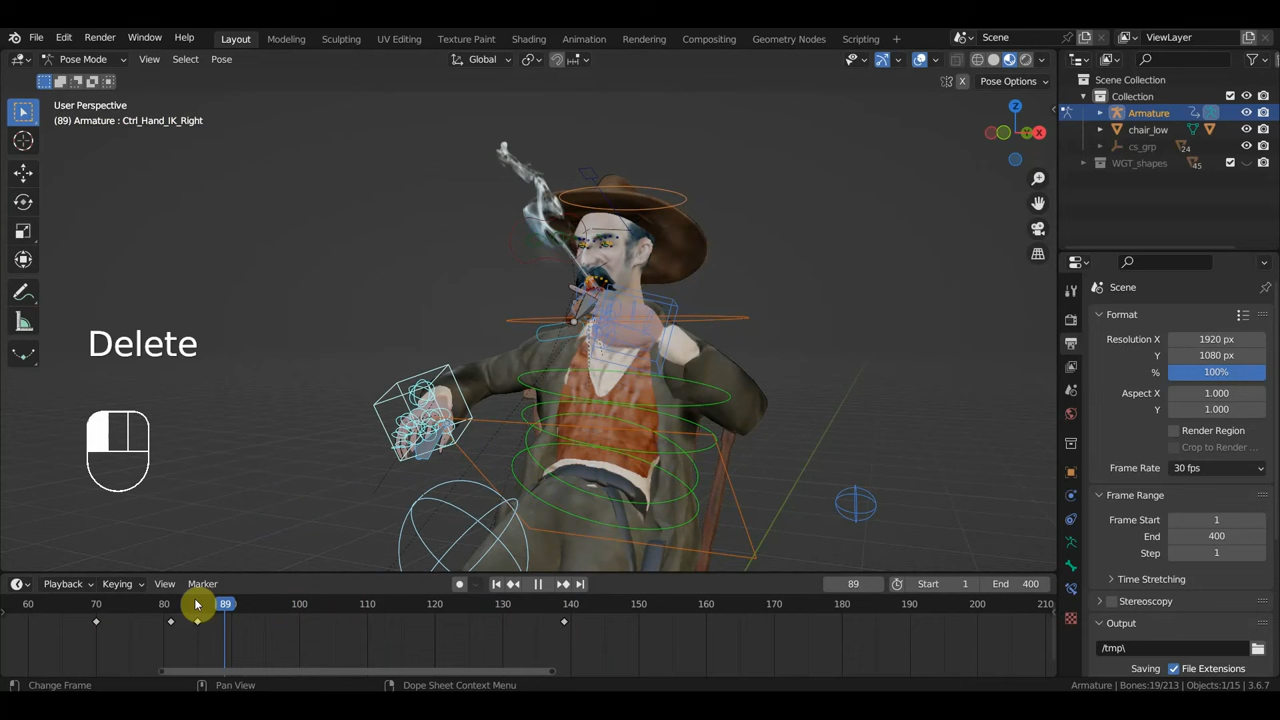 File Edit Render Window Help Layout Modeling Sculpting UV Editing Texture Paint Shading Animation Rendering Compositing Geometry Nodes Scripting + Scene ViewLayer
Pose Mode View Select Pose Global
Pose Options
X
Scene Collection
Collection
Armature
chair_low
cs_grp 24
WGT_shapes 45
User Perspective
(89) Armature : Ctrl_Hand_IK_Right
Z
Y
X
Delete
Scene
Format
Resolution X 1920 px
Y 1080 px
% 100%
Aspect X 1.000
Y 1.000
Render Region
Crop to Render ...
Frame Rate 30 fps
Frame Range
Frame Start 1
End 400
Step 1
Time Stretching
Stereoscopy
Output
/tmp\
Saving File Extensions
Playback Keying View Marker 89 Start 1 End 400
60 70 80 89 100 110 120 130 140 150 160 170 180 190 200 210
Change Frame Pan View Dope Sheet Context Menu Armature | Bones:19/213 | Objects:1/15 | 3.6.7